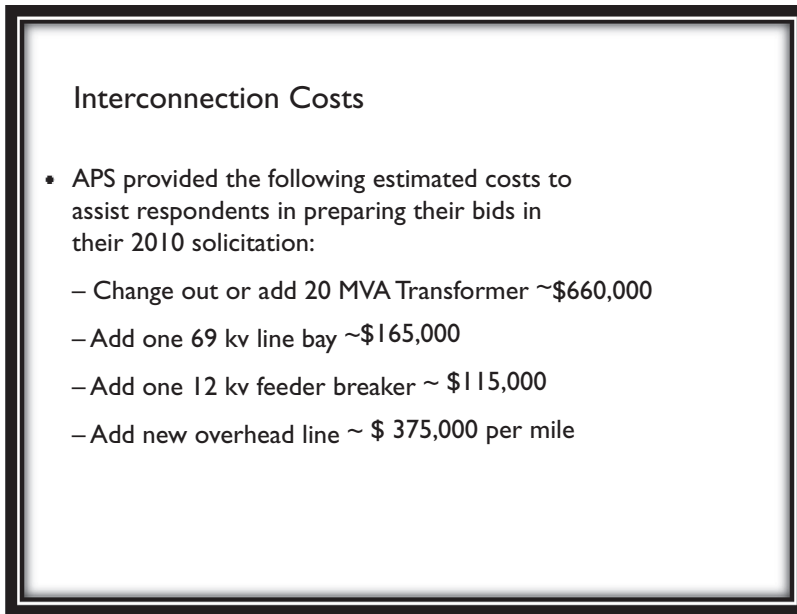 Interconnection Costs
• APS provided the following estimated costs to
assist respondents in preparing their bids in
their 2010 solicitation:
– Change out or add 20 MVA Transformer ~$660,000
– Add one 69 kv line bay ~$165,000
– Add one 12 kv feeder breaker ~ $115,000
– Add new overhead line ~ $ 375,000 per mile